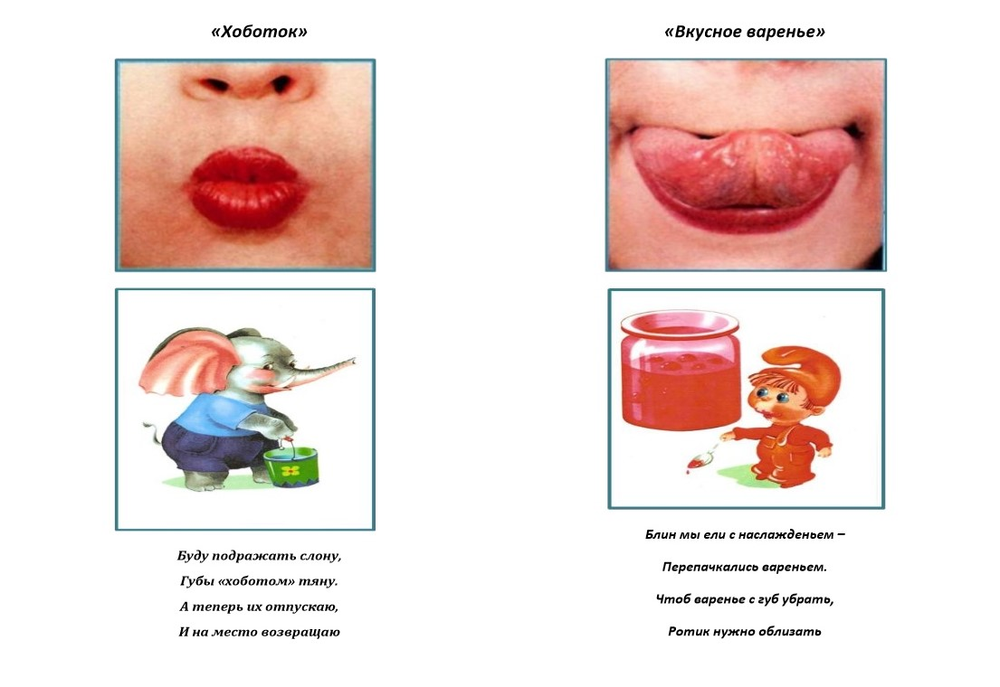 «Хоботок»
Буду подражать слону,
Губы «хоботом» тяну.
А теперь их отпускаю,
И на место возвращаю
«Вкусное варенье»
Блин мы ели с наслажденьем –
Перепачкались вареньем.
Чтоб варенье с губ убрать,
Ротик нужно облизать